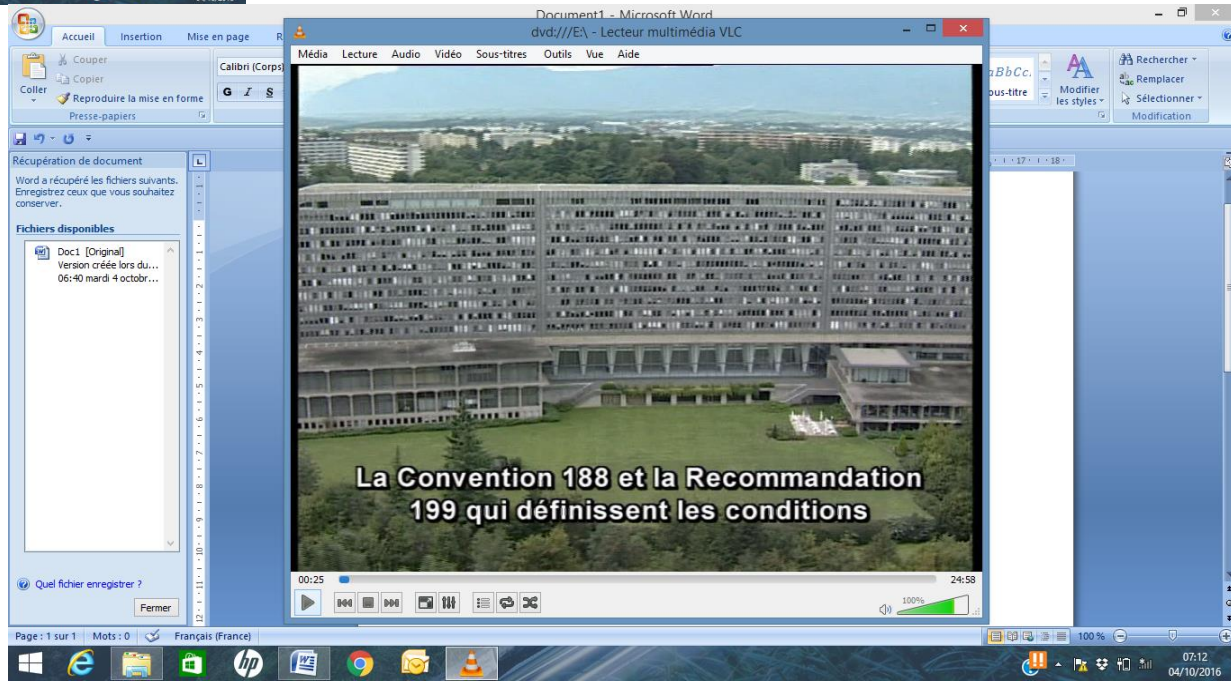 Document1 - Microsoft Word
Accueil Insertion Mise en page
dvd:///E:\ - Lecteur multimédia VLC
Média Lecture Audio Vidéo Sous-titres Outils Vue Aide
Couper
Copier
Coller
Reproduire la mise en forme
Presse-papiers
Calibri (Corps)
G I S
Modifier
les styles
Rechercher
Remplacer
Sélectionner
Modification
Récupération de document
Word a récupéré les fichiers suivants.
Enregistrez ceux que vous souhaitez
conserver.
Fichiers disponibles
Doc1 [Original]
Version créée lors du...
06:40 mardi 4 octobr...
Quel fichier enregistrer ?
Fermer
La Convention 188 et la Recommandation
199 qui définissent les conditions
00:25 24:58
100%
Page : 1 sur 1 Mots : 0 Français (France) 100 %
07:12
04/10/2016